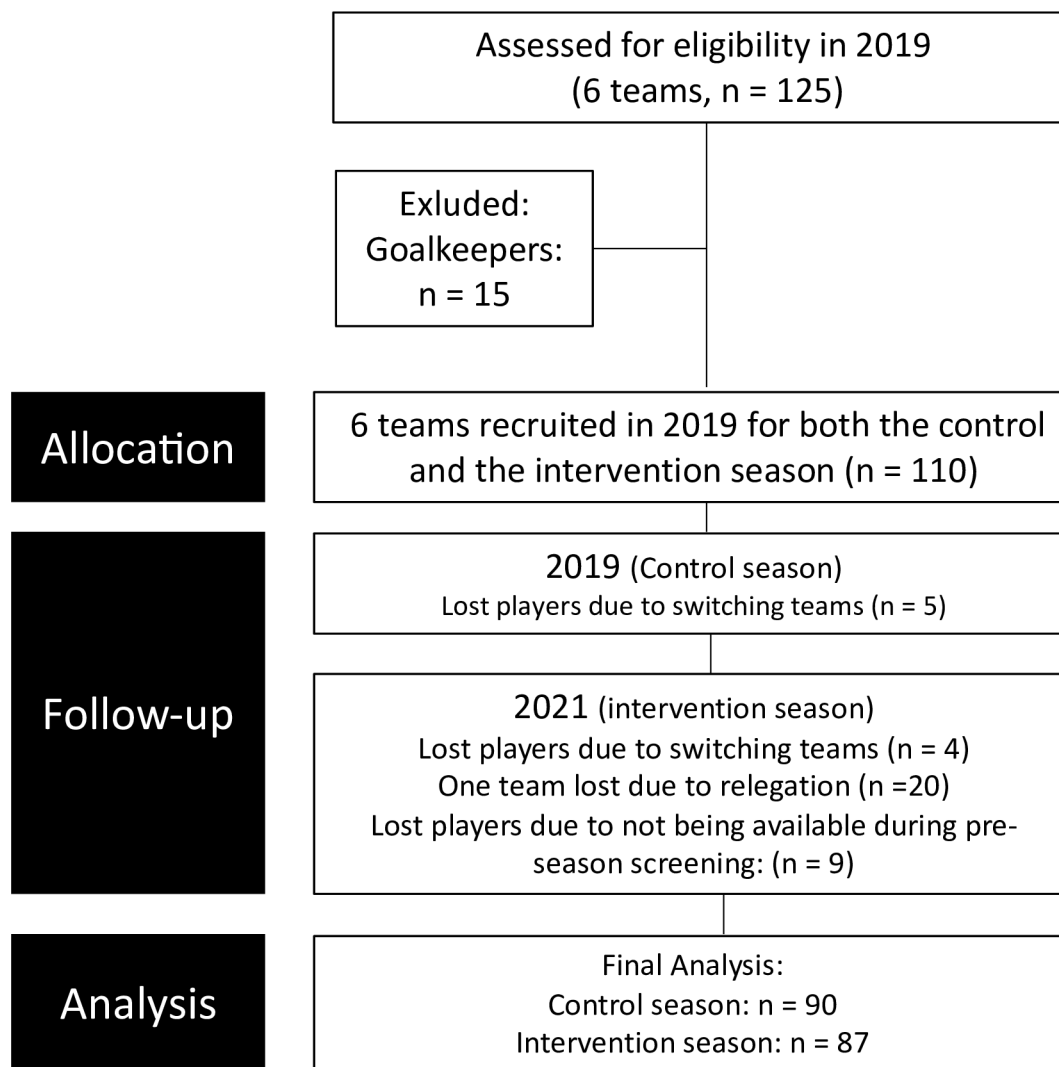 Assessed for eligibility in 2019
(6 teams, n = 125)
Exluded:
Goalkeepers:
n = 15
Allocation
6 teams recruited in 2019 for both the control
and the intervention season (n = 110)
Follow-up
2019 (Control season)
Lost players due to switching teams (n = 5)
2021 (intervention season)
Lost players due to switching teams (n = 4)
One team lost due to relegation (n =20)
Lost players due to not being available during pre-
season screening: (n = 9)
Analysis
Final Analysis:
Control season: n = 90
Intervention season: n = 87